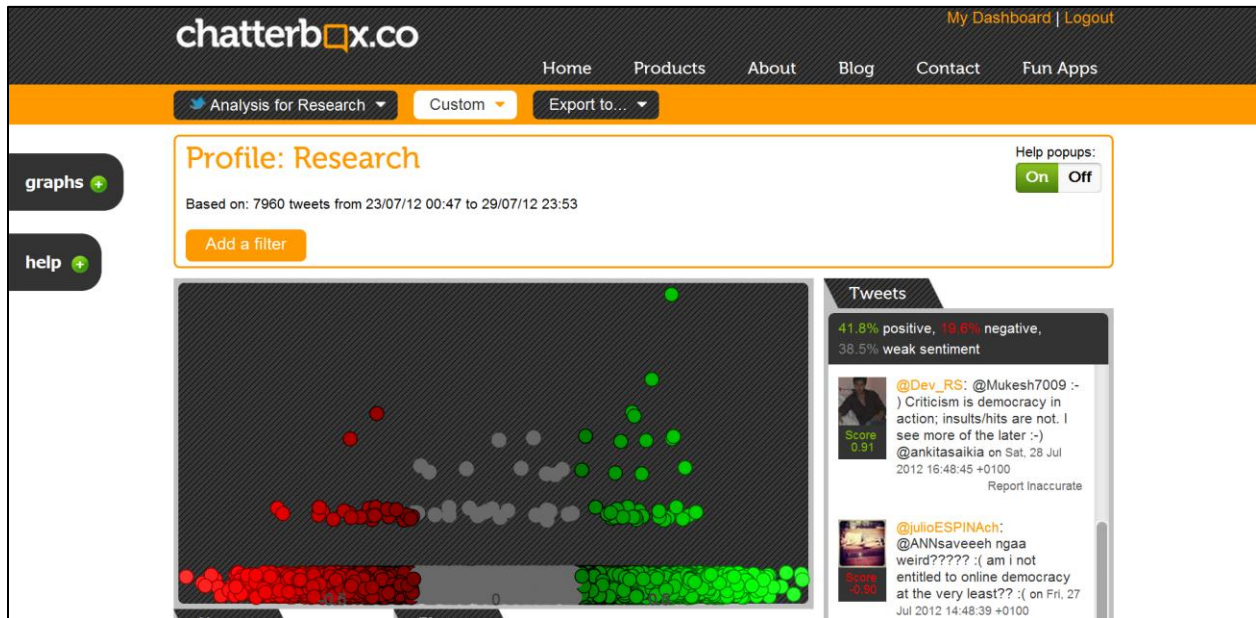 My Dashboard | Logout
chatterbox.co
Home Products About Blog Contact Fun Apps
Analysis for Research Custom Export to...
Profile: Research
Help popups:
On Off
graphs
Based on: 7960 tweets from 23/07/12 00:47 to 29/07/12 23:53
Add a filter
help
Tweets
41.8% positive, 19.6% negative,
38.5% weak sentiment
@Dev_RS: @Mukesh7009 :-
) Criticism is democracy in
action; insults/hits are not. I
see more of the later :-)
@ankitasaikia on Sat, 28 Jul
2012 16:48:45 +0100
Score
0.91
Report Inaccurate
@julioESPINAch:
@ANNsaveeeh ngaa
weird????? :( am i not
entitled to online democracy
at the very least?? :( on Fri, 27
Jul 2012 14:48:39 +0100
Score
-0.90
-0.5 0 0.5